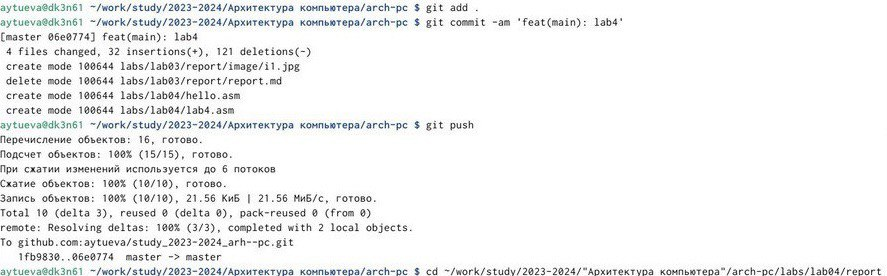 aytueva@dk3n61 ~/work/study/2023-2024/Архитектура компьютера/arch-pc $ git add .
aytueva@dk3n61 ~/work/study/2023-2024/Архитектура компьютера/arch-pc $ git commit -am 'feat(main): lab4'
[master 06e0774] feat(main): lab4
4 files changed, 32 insertions(+), 121 deletions(-)
create mode 100644 labs/lab03/report/image/i1.jpg
delete mode 100644 labs/lab03/report/report.md
create mode 100644 labs/lab04/hello.asm
create mode 100644 labs/lab04/lab4.asm
aytueva@dk3n61 ~/work/study/2023-2024/Архитектура компьютера/arch-pc $ git push
Перечисление объектов: 16, готово.
Подсчет объектов: 100% (15/15), готово.
При сжатии изменений используется до 6 потоков
Сжатие объектов: 100% (10/10), готово.
Запись объектов: 100% (10/10), 21.56 КиБ | 21.56 МиБ/с, готово.
Total 10 (delta 3), reused 0 (delta 0), pack-reused 0 (from 0)
remote: Resolving deltas: 100% (3/3), completed with 2 local objects.
To github.com:aytueva/study_2023-2024_arh--pc.git
1fb9830..06e0774  master -> master
aytueva@dk3n61 ~/work/study/2023-2024/Архитектура компьютера/arch-pc $ cd ~/work/study/2023-2024/"Архитектура компьютера"/arch-pc/labs/lab04/report